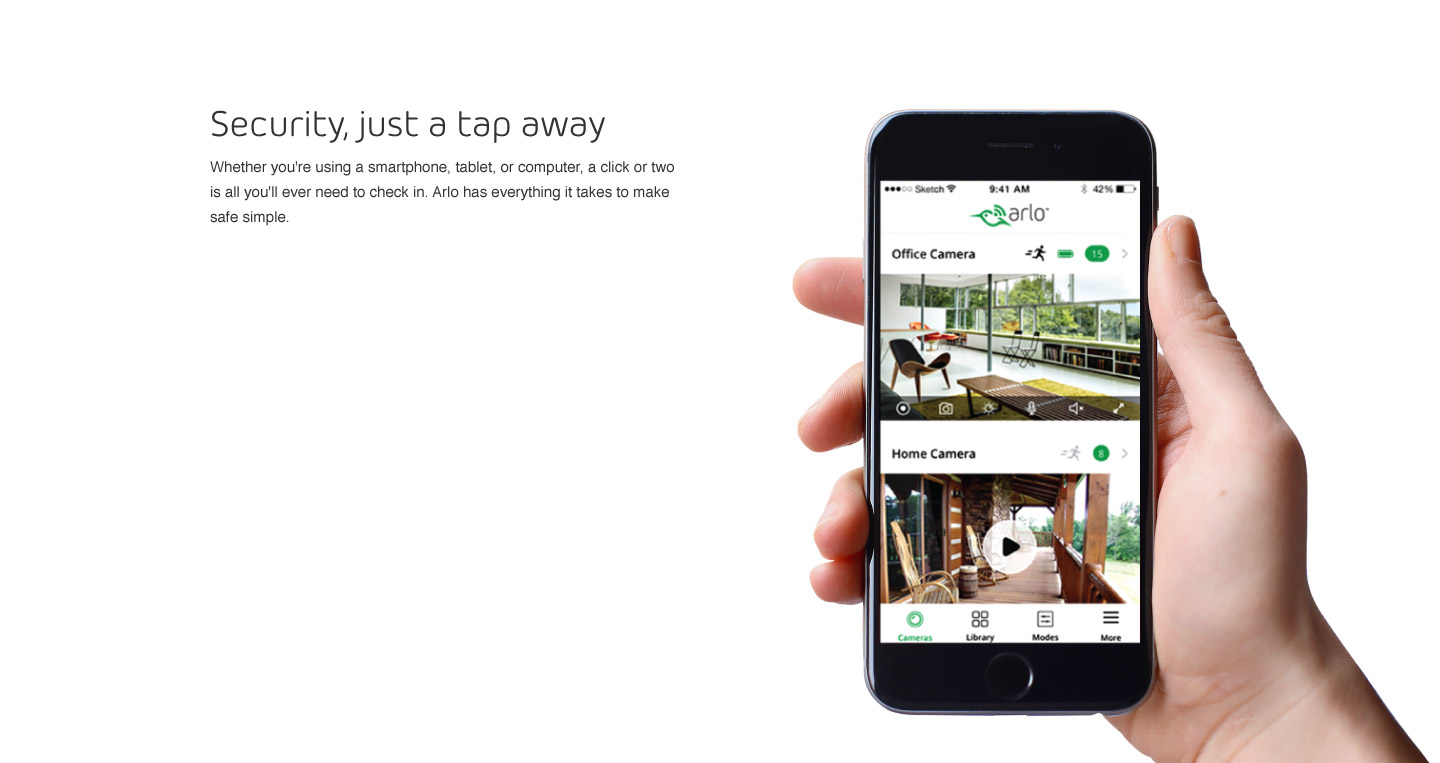 Security, just a tap away
Whether you're using a smartphone, tablet, or computer, a click or two
is all you'll ever need to check in. Arlo has everything it takes to make
safe simple.
Sketch 9:41 AM 42%
arlo
Office Camera 15
Home Camera 8
Cameras Library Modes More